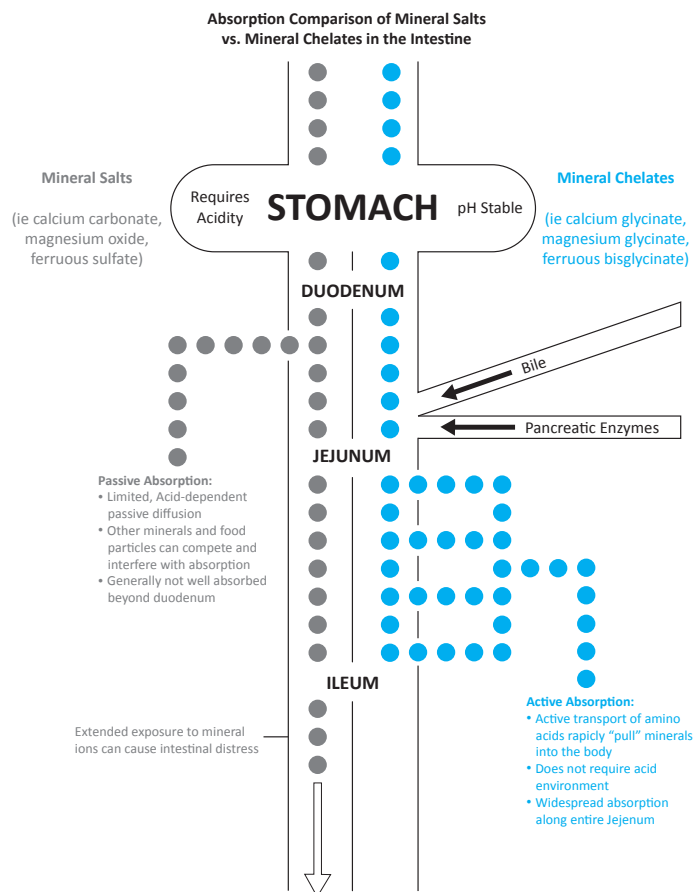 Absorption Comparison of Mineral Salts
vs. Mineral Chelates in the Intestine
Mineral Salts
(ie calcium carbonate,
magnesium oxide,
ferruous sulfate)
Requires
Acidity
STOMACH
pH Stable
Mineral Chelates
(ie calcium glycinate,
magnesium glycinate,
ferruous bisglycinate)
DUODENUM
Bile
Pancreatic Enzymes
JEJUNUM
Passive Absorption:
• Limited, Acid-dependent
passive diffusion
• Other minerals and food
particles can compete and
interfere with absorption
• Generally not well absorbed
beyond duodenum
ILEUM
Extended exposure to mineral
ions can cause intestinal distress
Active Absorption:
• Active transport of amino
acids rapicly “pull” minerals
into the body
• Does not require acid
environment
• Widespread absorption
along entire Jejenum